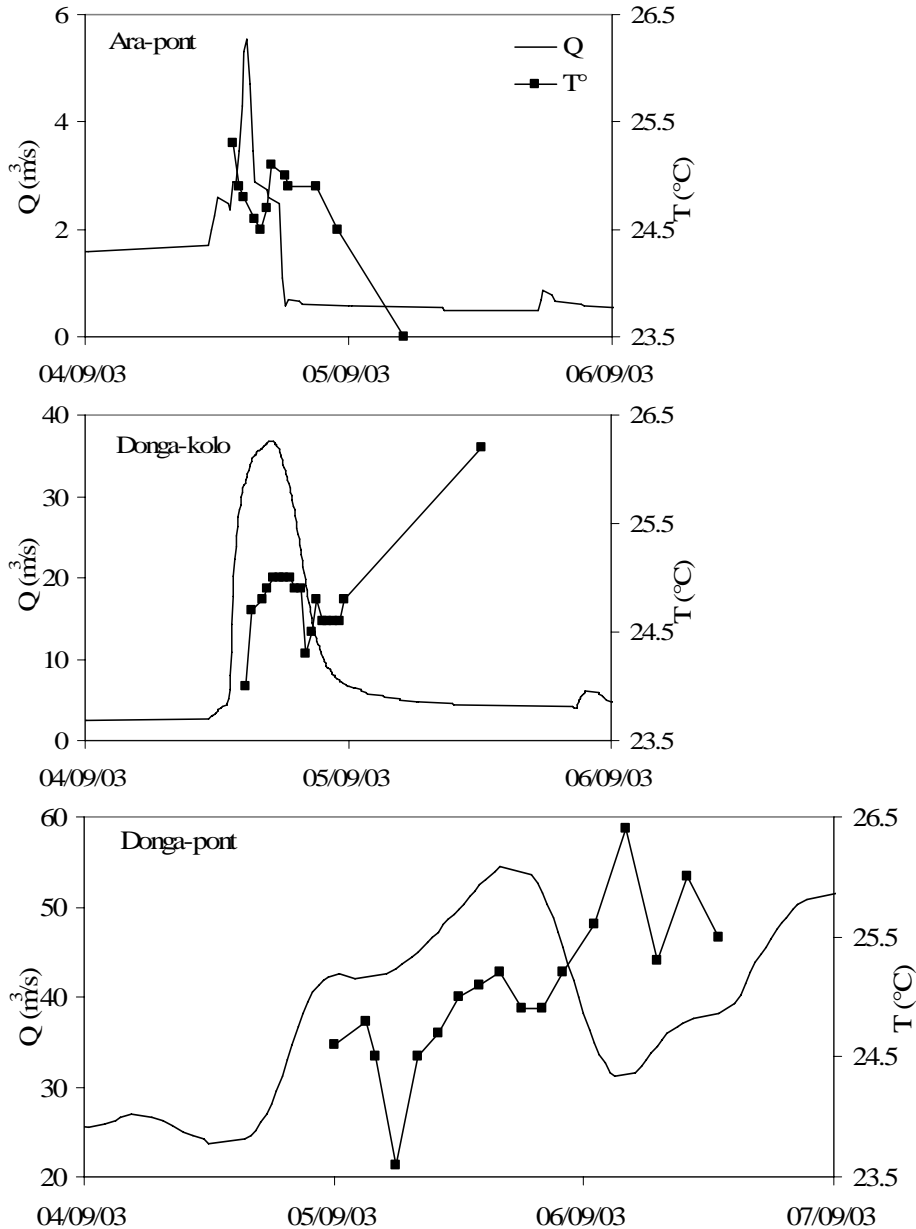 6 26.5
Ara-pont
Q
T°
4 25.5
Q (m³/s)
T (°C)
2 24.5
0 23.5
04/09/03 05/09/03 06/09/03
40 26.5
Donga-kolo
30
25.5
Q (m³/s)
T (°C)
20
24.5
10
0 23.5
04/09/03 05/09/03 06/09/03
60 26.5
Donga-pont
50
25.5
Q (m³/s)
T (°C)
40
24.5
30
20 23.5
04/09/03 05/09/03 06/09/03 07/09/03